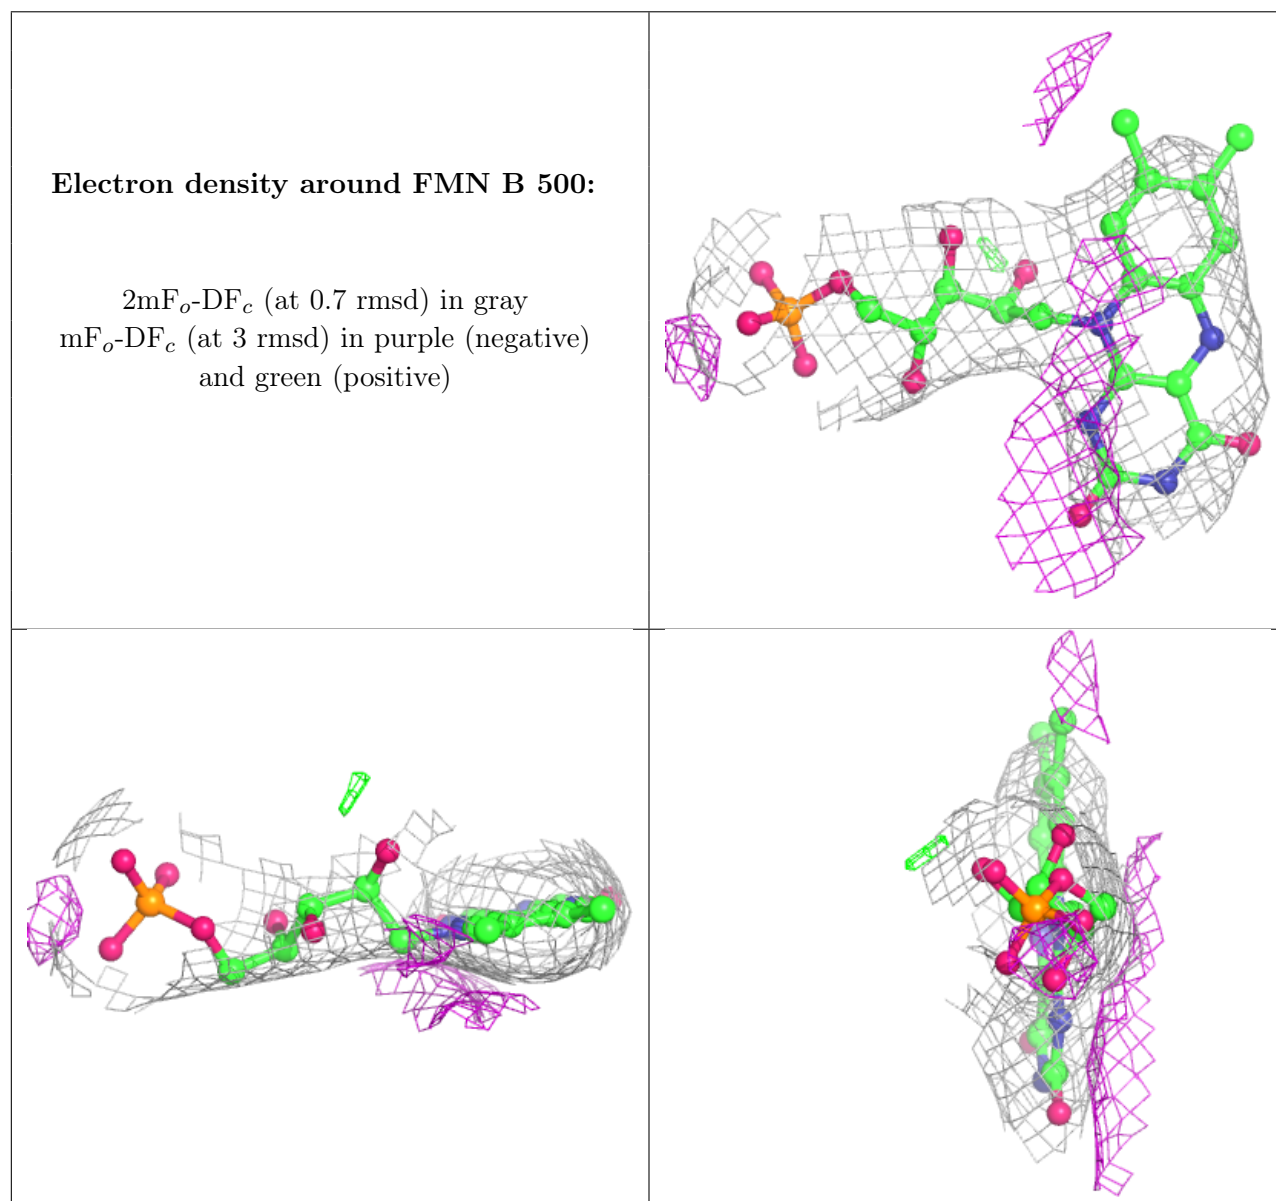 Electron density around FMN B 500:
2mFo-DFc (at 0.7 rmsd) in gray
mFo-DFc (at 3 rmsd) in purple (negative)
and green (positive)